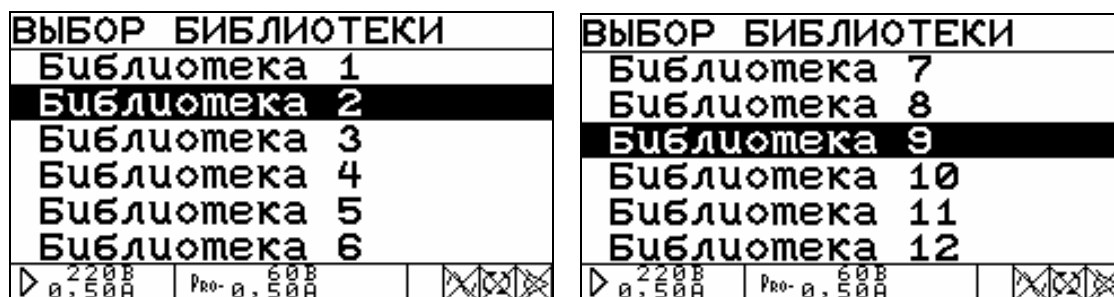 ВЫБОР БИБЛИОТЕКИ
Библиотека 1
Библиотека 2
Библиотека 3
Библиотека 4
Библиотека 5
Библиотека 6
220В
0,50А
PRO-
60В
0,50А
ВЫБОР БИБЛИОТЕКИ
Библиотека 7
Библиотека 8
Библиотека 9
Библиотека 10
Библиотека 11
Библиотека 12
220В
0,50А
PRO-
60В
0,50А